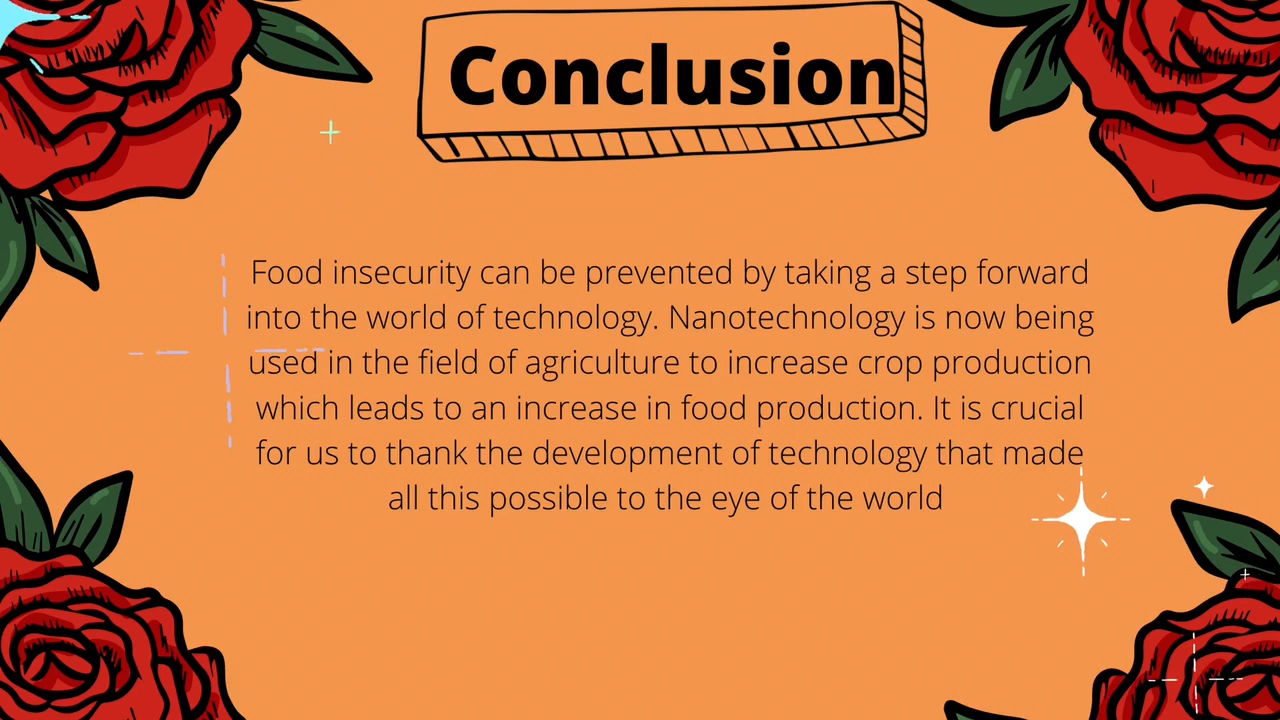 Conclusion
Food insecurity can be prevented by taking a step forward
into the world of technology. Nanotechnology is now being
used in the field of agriculture to increase crop production
which leads to an increase in food production. It is crucial
for us to thank the development of technology that made
all this possible to the eye of the world